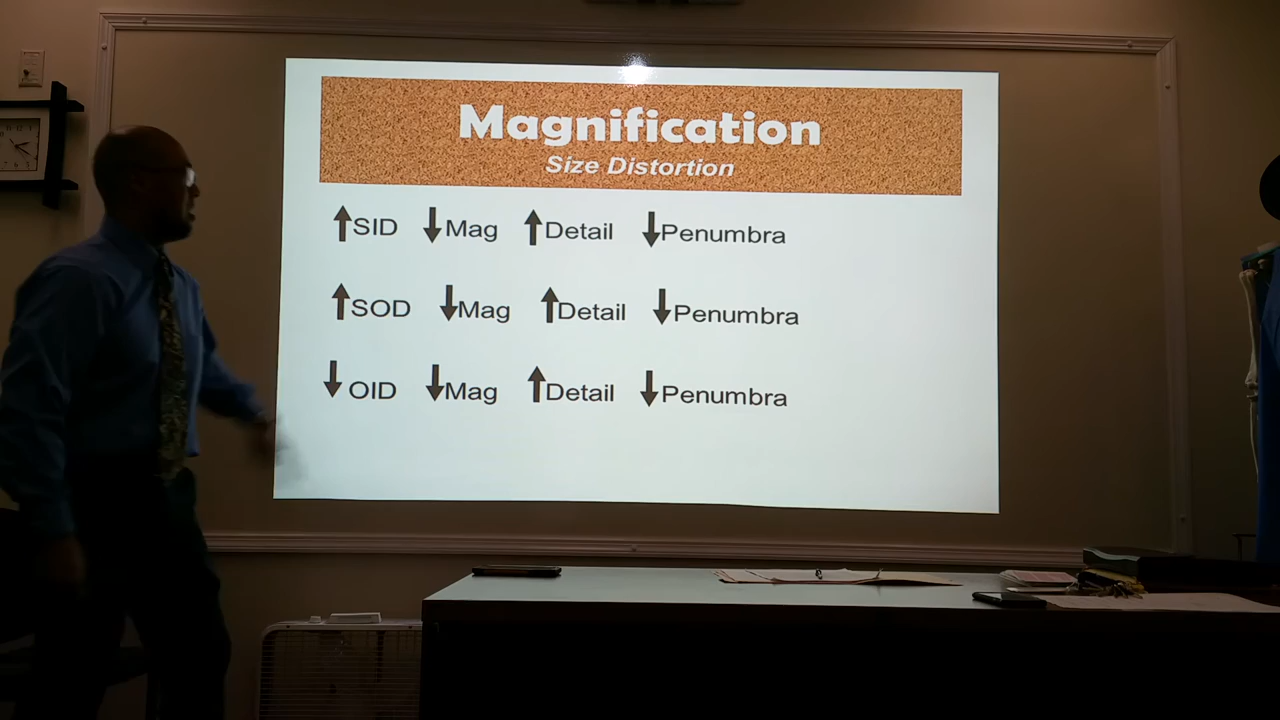 Magnification
Size Distortion
↑SID ↓Mag ↑Detail ↓Penumbra
↑SOD ↓Mag ↑Detail ↓Penumbra
↓ OID ↓Mag ↑Detail ↓Penumbra